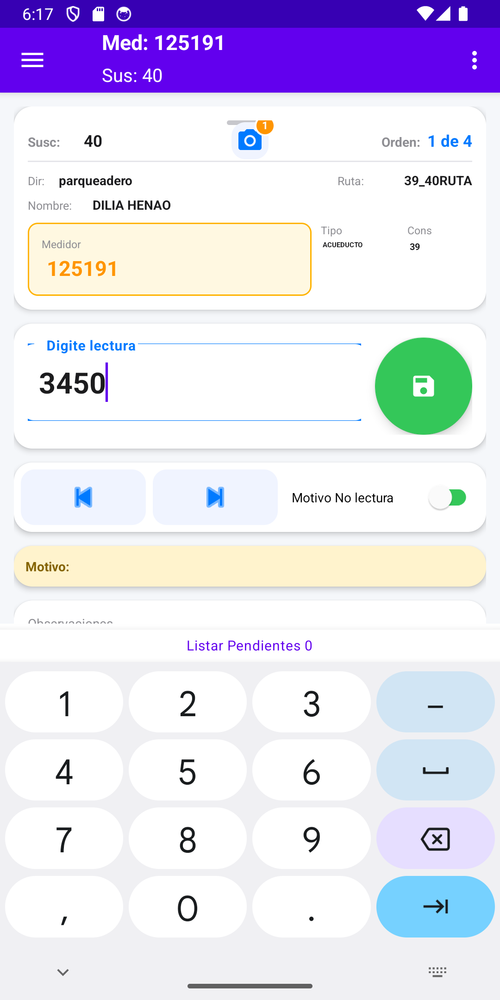 6:17
Med: 125191
Sus: 40
1
Susc: 40 Orden: 1 de 4
Dir: parqueadero Ruta: 39_40RUTA
Nombre: DILIA HENAO
Medidor Tipo Cons
125191 ACUEDUCTO 39
Digite lectura
3450
Motivo No lectura
Motivo:
Observaciones
Listar Pendientes 0
1 2 3 –
4 5 6
7 8 9
, 0 .